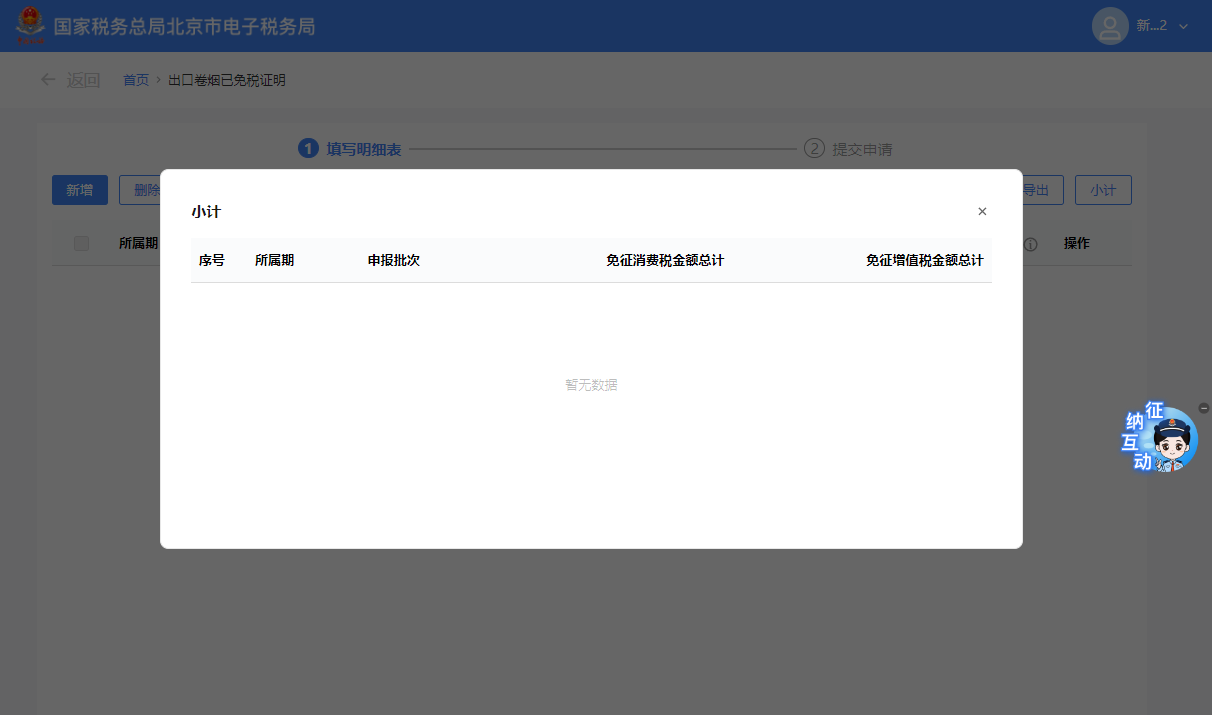 国家税务总局北京市电子税务局
新...2
返回 首页 > 出口卷烟已免税证明
1 填写明细表 2 提交申请
新增 删除 导出 小计
所属期 操作
小计 ×
序号 所属期 申报批次 免征消费税金额总计 免征增值税金额总计
暂无数据
征纳互动